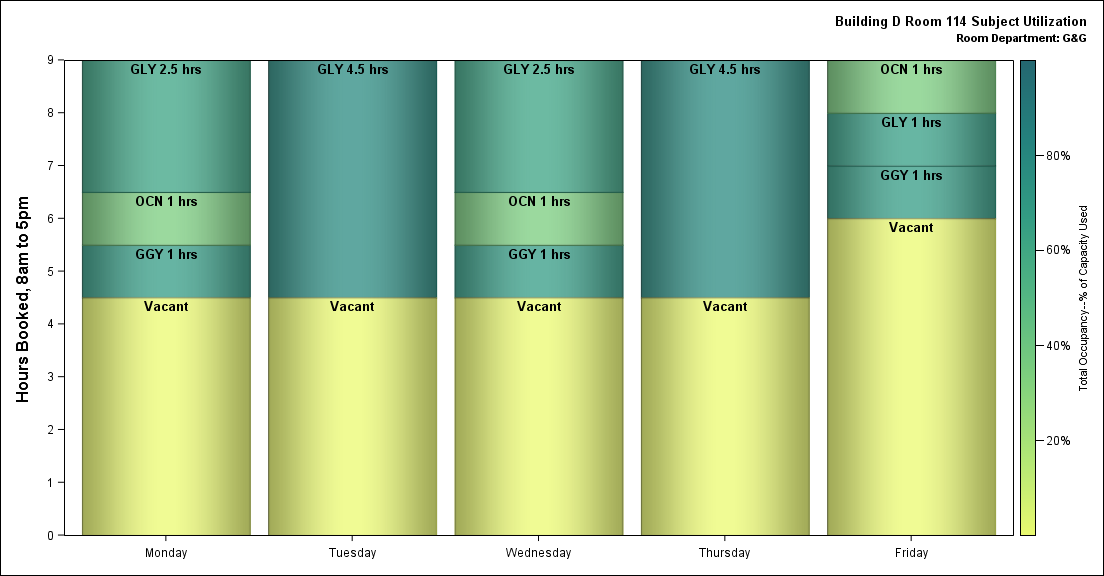 Building D Room 114 Subject Utilization
Room Department: G&G
Hours Booked, 8am to 5pm
9
8
7
6
5
4
3
2
1
0
GLY 2.5 hrs
OCN 1 hrs
GGY 1 hrs
Vacant
GLY 4.5 hrs
Vacant
GLY 2.5 hrs
OCN 1 hrs
GGY 1 hrs
Vacant
GLY 4.5 hrs
Vacant
OCN 1 hrs
GLY 1 hrs
GGY 1 hrs
Vacant
Monday
Tuesday
Wednesday
Thursday
Friday
80%
60%
40%
20%
Total Occupancy--% of Capacity Used